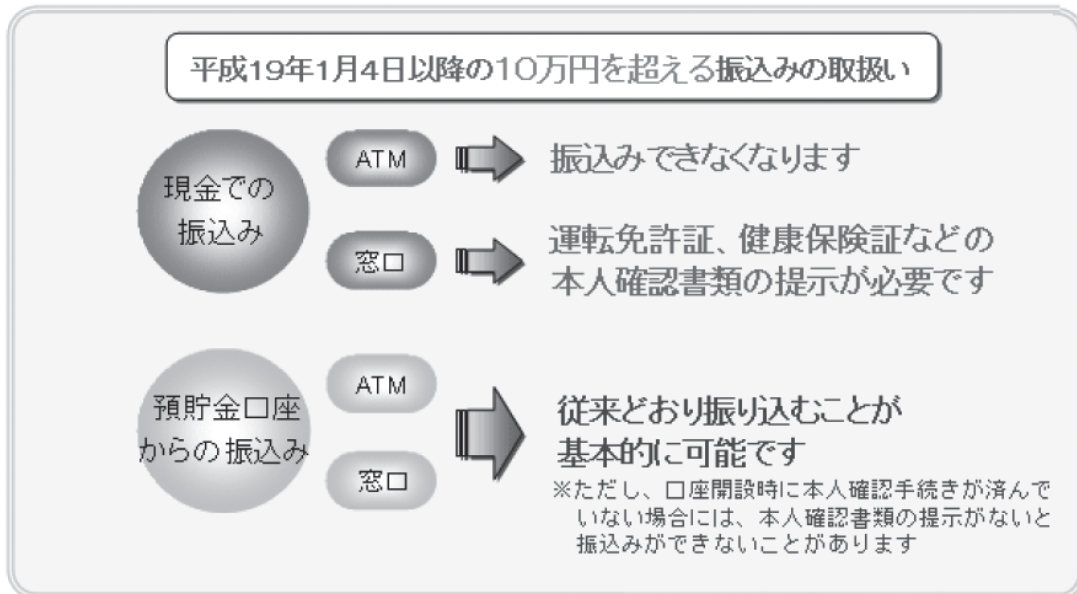 平成19年1月4日以降の10万円を超える振込みの取扱い
現金での
振込み
ATM
振込みできなくなります
窓口
運転免許証、健康保険証などの
本人確認書類の提示が必要です
預貯金口座
からの振込み
ATM
窓口
従来どおり振り込むことが
基本的に可能です
※ただし、口座開設時に本人確認手続きが済んで
いない場合には、本人確認書類の提示がないと
振込みができないことがあります